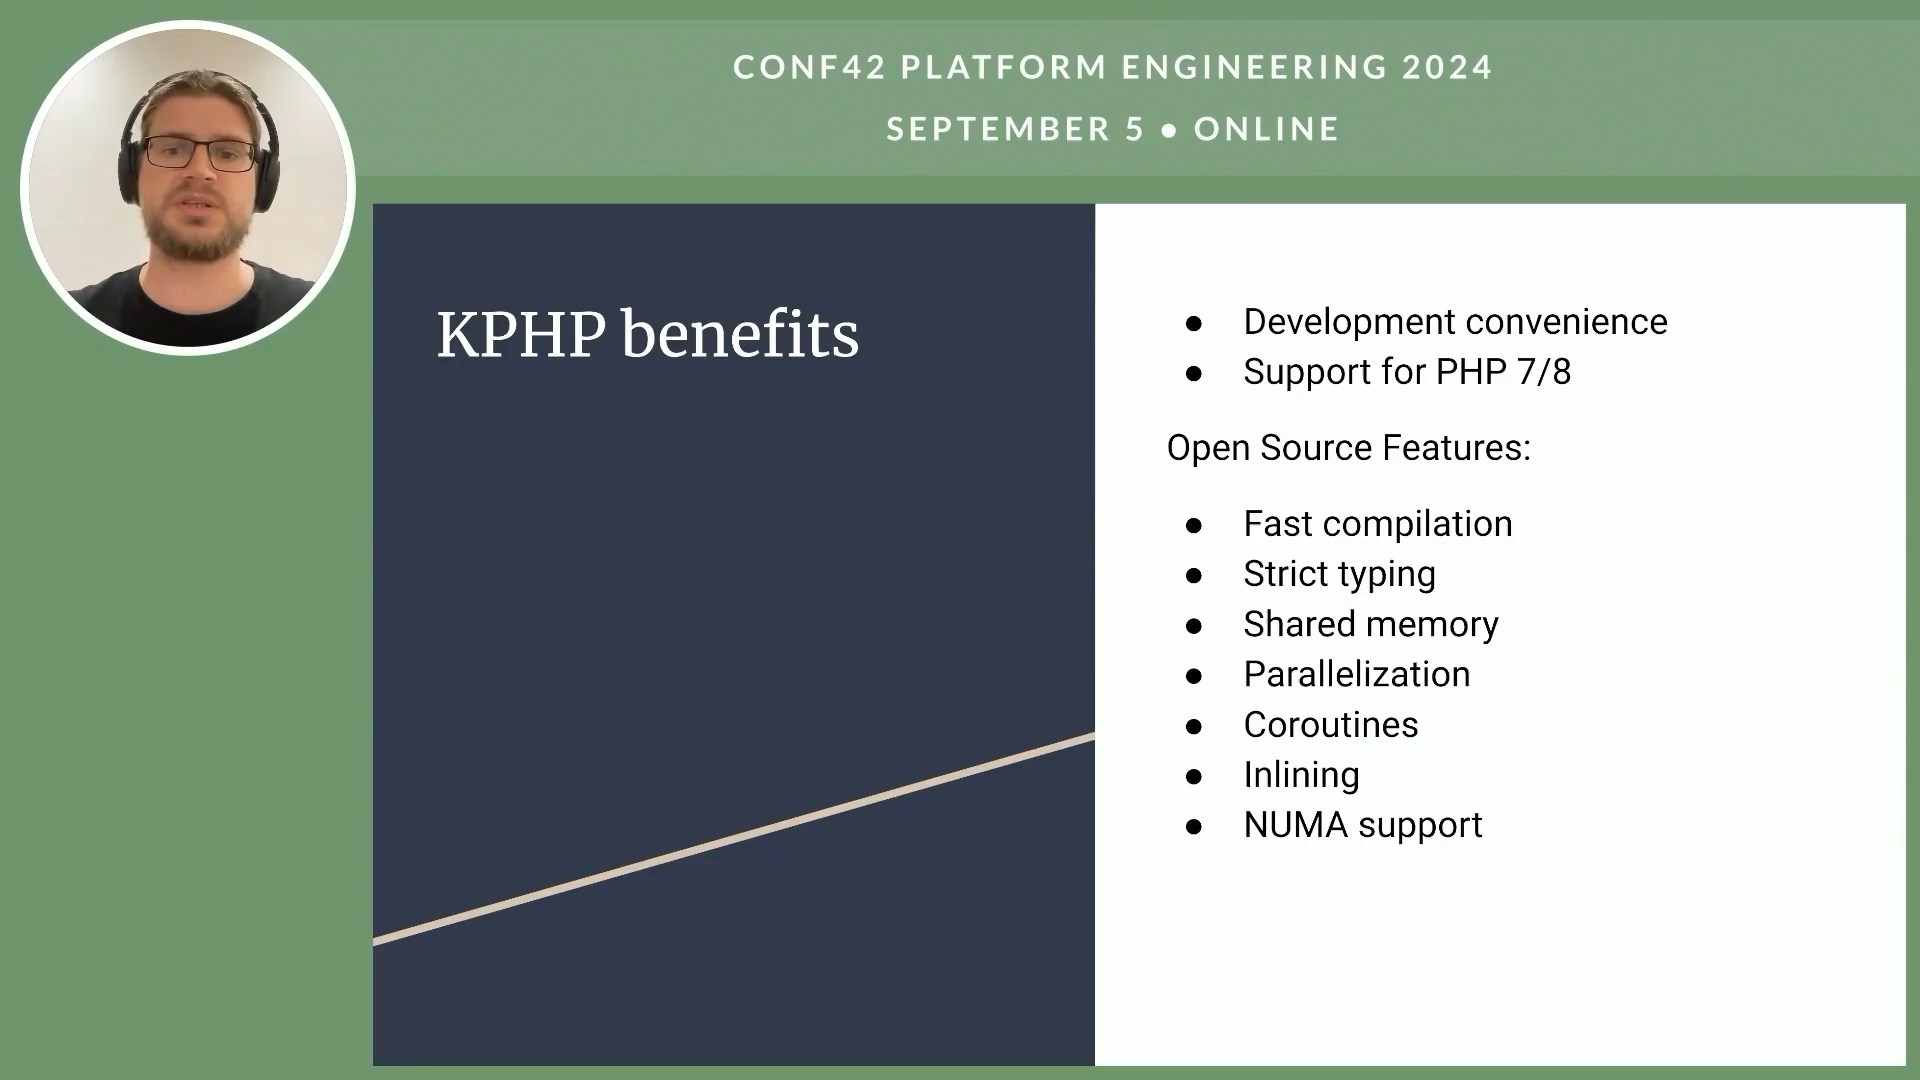 CONF42 PLATFORM ENGINEERING 2024
SEPTEMBER 5 ● ONLINE
KPHP benefits
● Development convenience
● Support for PHP 7/8
Open Source Features:
● Fast compilation
● Strict typing
● Shared memory
● Parallelization
● Coroutines
● Inlining
● NUMA support